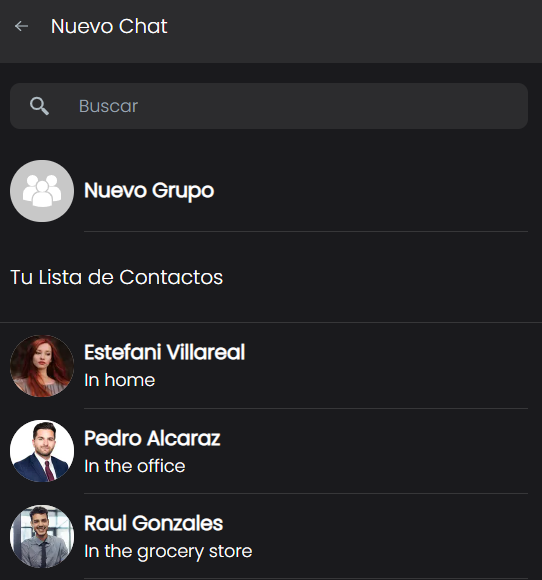 Nuevo Chat
Buscar
Nuevo Grupo
Tu Lista de Contactos
Estefani Villareal
In home
Pedro Alcaraz
In the office
Raul Gonzales
In the grocery store